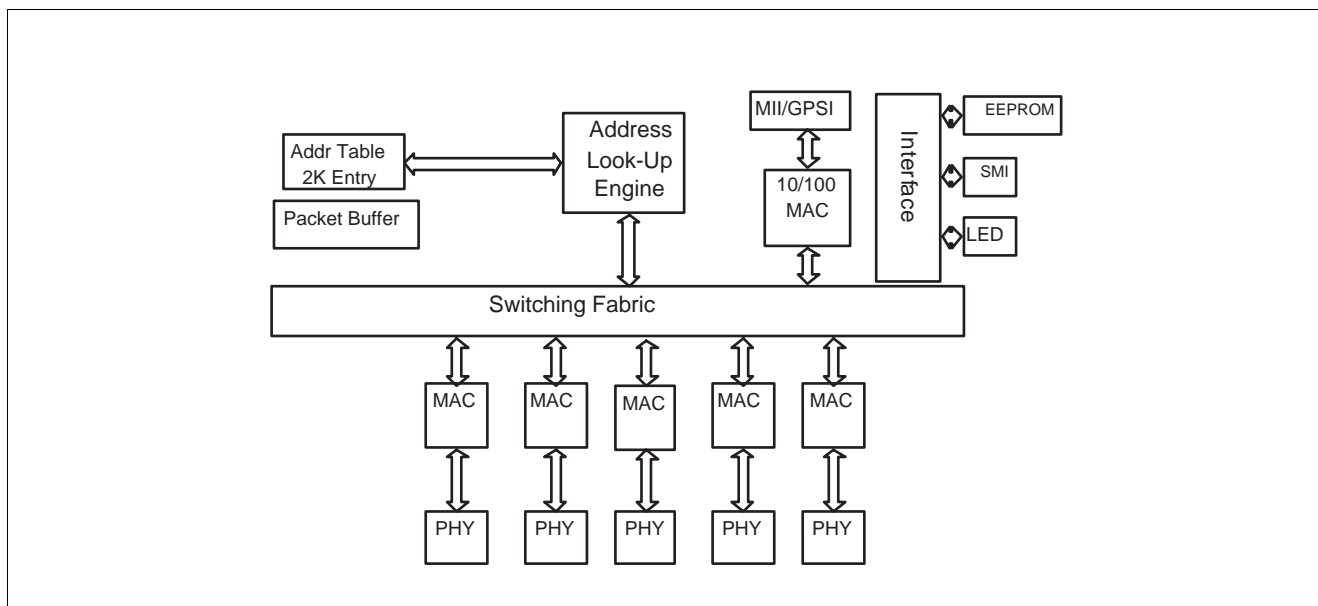 MII/GPSI
EEPROM
Address
Look-Up
Engine
Addr Table
2K Entry
10/100
MAC
Interface
SMI
Packet Buffer
LED
Switching Fabric
MAC
MAC
MAC
MAC
MAC
PHY
PHY
PHY
PHY
PHY